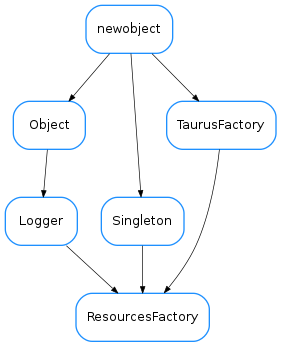 newobject
Object
TaurusFactory
Logger
Singleton
ResourcesFactory